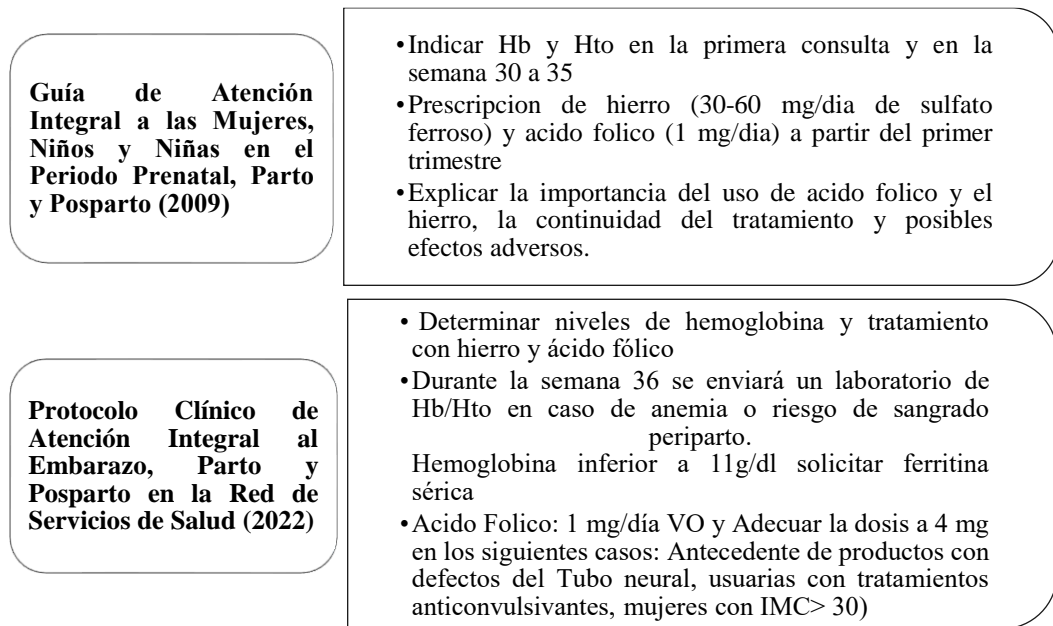 Guía de Atención
Integral a las Mujeres,
Niños y Niñas en el
Periodo Prenatal, Parto
y Posparto (2009)
•Indicar Hb y Hto en la primera consulta y en la
semana 30 a 35
•Prescripcion de hierro (30-60 mg/dia de sulfato
ferroso) y acido folico (1 mg/dia) a partir del primer
trimestre
•Explicar la importancia del uso de acido folico y el
hierro, la continuidad del tratamiento y posibles
efectos adversos.
Protocolo Clínico de
Atención Integral al
Embarazo, Parto y
Posparto en la Red de
Servicios de Salud (2022)
• Determinar niveles de hemoglobina y tratamiento
con hierro y ácido fólico
•Durante la semana 36 se enviará un laboratorio de
Hb/Hto en caso de anemia o riesgo de sangrado
periparto.
Hemoglobina inferior a 11g/dl solicitar ferritina
sérica
•Acido Folico: 1 mg/día VO y Adecuar la dosis a 4 mg
en los siguientes casos: Antecedente de productos con
defectos del Tubo neural, usuarias con tratamientos
anticonvulsivantes, mujeres con IMC> 30)